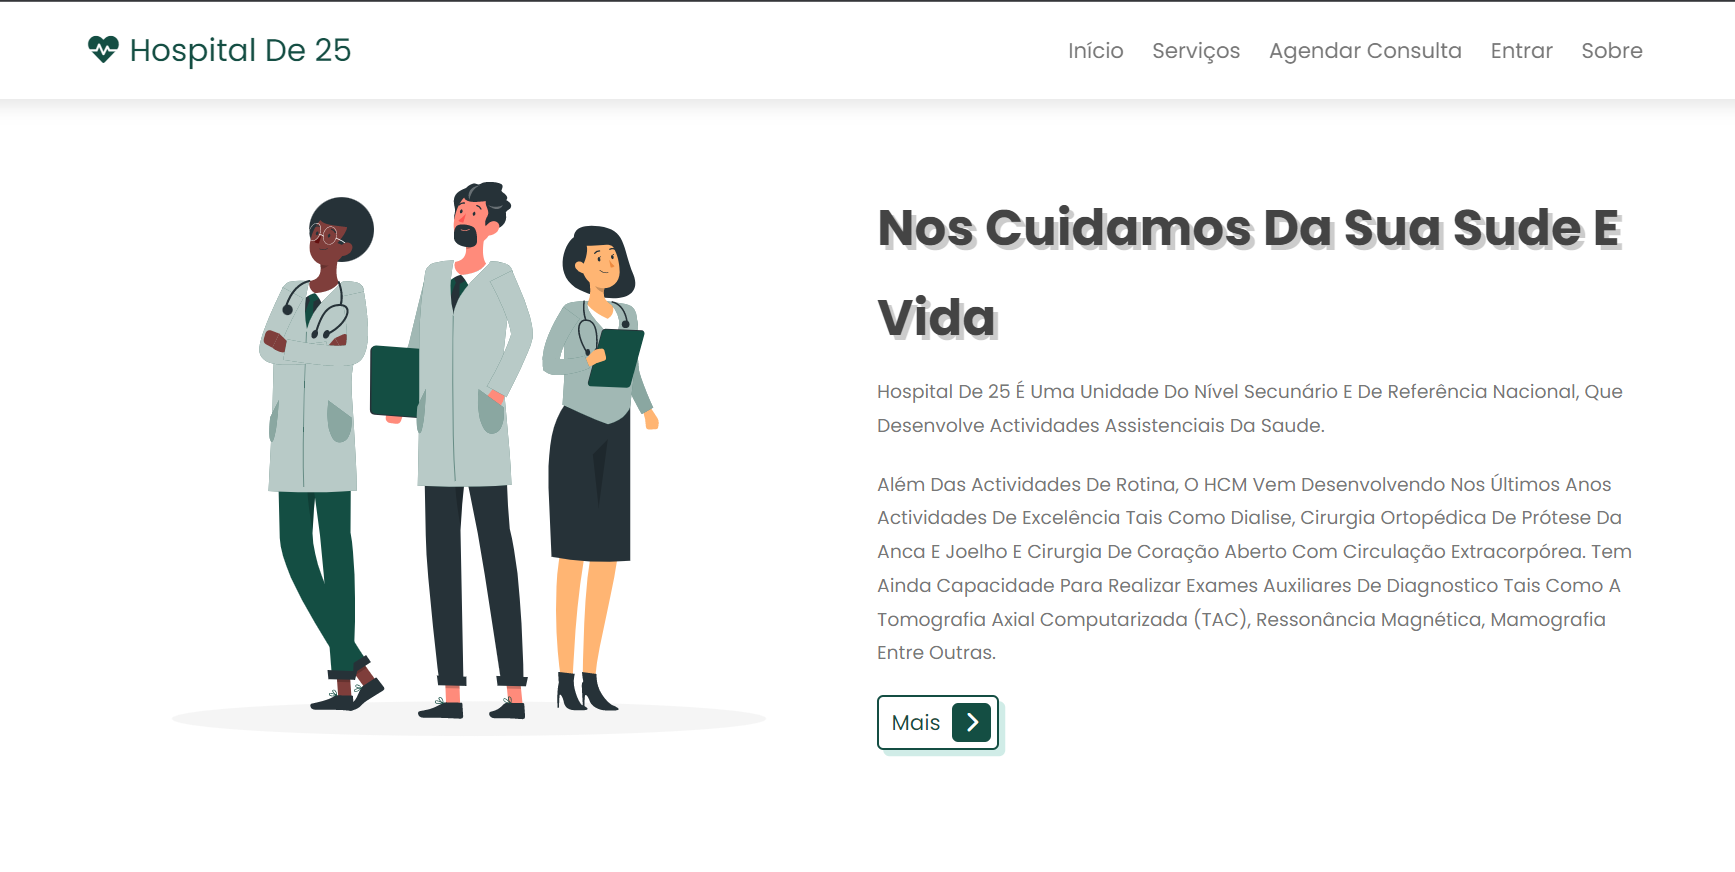 Hospital De 25
Início Serviços Agendar Consulta Entrar Sobre
Nos Cuidamos Da Sua Sude E
Vida
Hospital De 25 É Uma Unidade Do Nível Secunário E De Referência Nacional, Que
Desenvolve Actividades Assistenciais Da Saude.
Além Das Actividades De Rotina, O HCM Vem Desenvolvendo Nos Últimos Anos
Actividades De Excelência Tais Como Dialise, Cirurgia Ortopédica De Prótese Da
Anca E Joelho E Cirurgia De Coração Aberto Com Circulação Extracorpórea. Tem
Ainda Capacidade Para Realizar Exames Auxiliares De Diagnostico Tais Como A
Tomografia Axial Computarizada (TAC), Ressonância Magnética, Mamografia
Entre Outras.
Mais